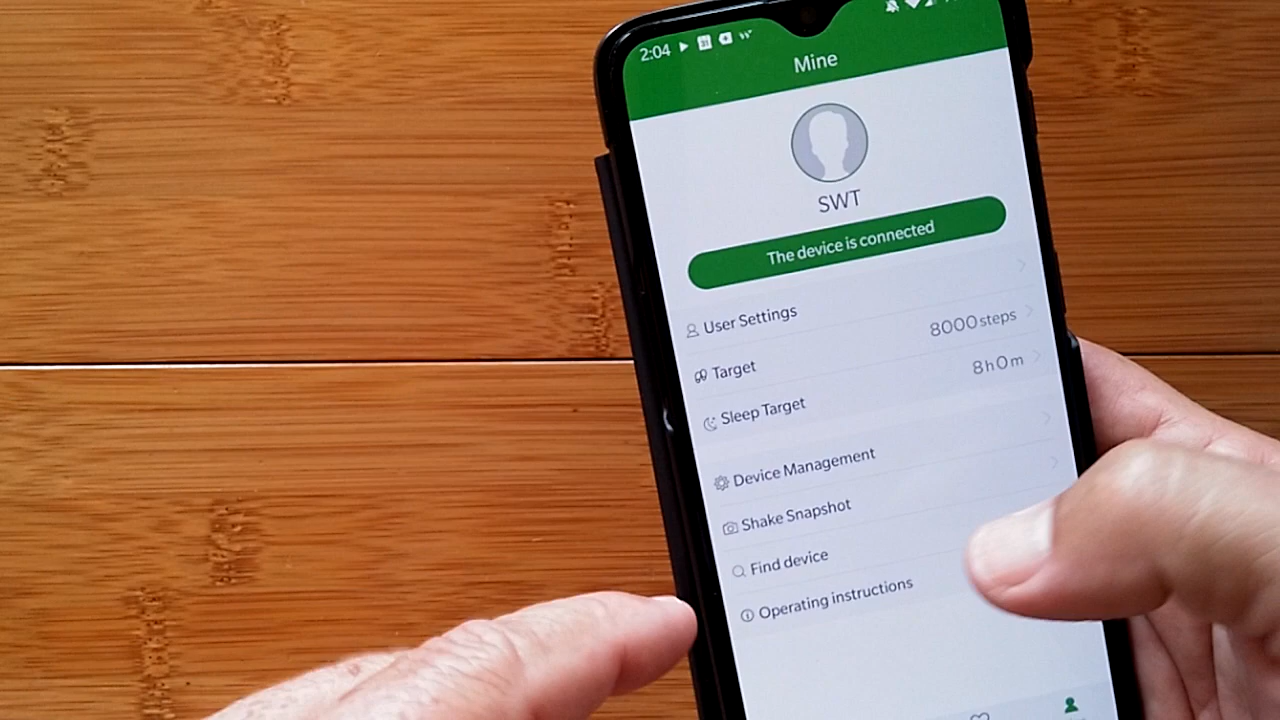 2:04
31
Mine
SWT
The device is connected
User Settings
Target 8000 steps
Sleep Target 8h0m
Device Management
Shake Snapshot
Find device
Operating instructions